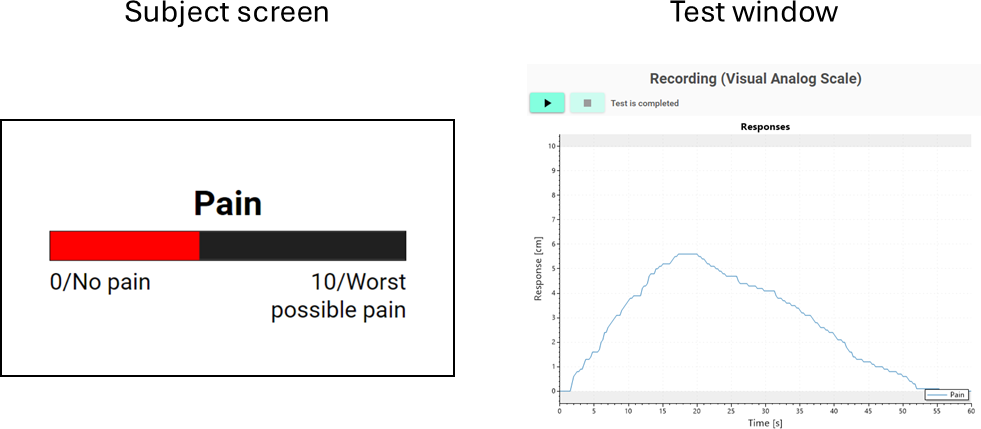 Subject screen
Test window
Pain
0/No pain
10/Worst
possible pain
Recording (Visual Analog Scale)
Test is completed
Responses
Response [cm]
10
9
8
7
6
5
4
3
2
1
0
0 5 10 15 20 25 30 35 40 45 50 55 60
Time [s]
Pain